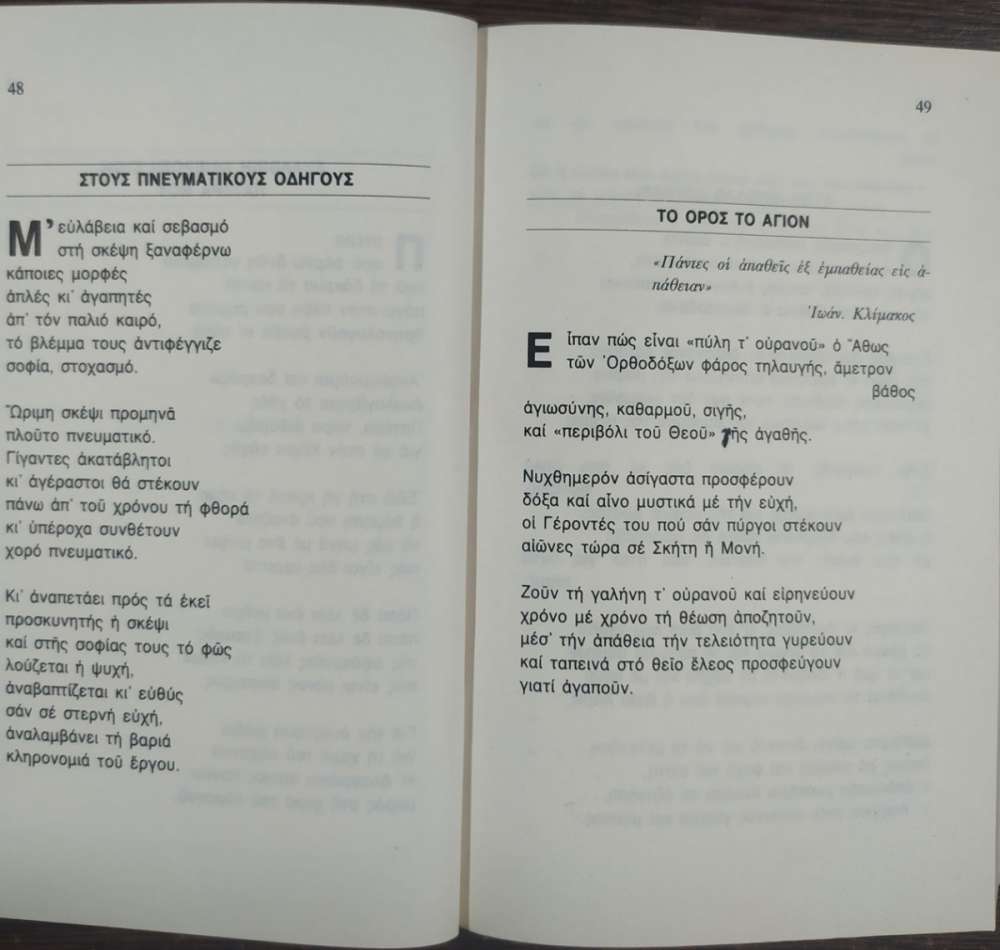 48
ΣΤΟΥΣ ΠΝΕΥΜΑΤΙΚΟΥΣ ΟΔΗΓΟΥΣ
Μ’ εὐλάβεια καί σεβασμό
στή σκέψη ξαναφέρνω
κάποιες μορφές
ἁπλές κι᾽ ἀγαπητές
ἀπ᾽ τόν παλιό καιρό,
τό βλέμμα τους ἀντιφέγγιζε
σοφία, στοχασμό.
Ὥριμη σκέψι προμηνᾶ
πλοῦτο πνευματικό.
Γίγαντες ἀκατάβλητοι
κι᾽ ἀγέραστοι θά στέκουν
πάνω ἀπ᾽ τοῦ χρόνου τή φθορά
κι᾽ ὑπέροχα συνθέτουν
χορό πνευματικό.
Κι᾽ ἀναπετάει πρός τά ἐκεῖ
προσκυνητής ἡ σκέψι
καί στῆς σοφίας τους τό φῶς
λούζεται ἡ ψυχή,
ἀναβαπτίζεται κι᾽ εὐθύς
σάν σέ στερνή εὐχή,
ἀναλαμβάνει τή βαριά
κληρονομιά τοῦ ἔργου.
49
ΤΟ ΟΡΟΣ ΤΟ ΑΓΙΟΝ
«Πάντες οἱ ἀπαθεῖς ἐξ ἐμπαθείας εἰς ἀ-
πάθειαν»
Ἰωάν. Κλίμακος
Εἶπαν πώς εἶναι «πύλη τ᾽ οὐρανοῦ» ὁ Ἄθως
τῶν Ὀρθοδόξων φάρος τηλαυγής, ἄμετρον
βάθος
ἁγιωσύνης, καθαρμοῦ, σιγῆς,
καί «περιβόλι τοῦ Θεοῦ» τῆς ἀγαθῆς.
Νυχθημερόν ἀσίγαστα προσφέρουν
δόξα καί αἶνο μυστικά μέ τήν εὐχή,
οἱ Γέροντές του πού σάν πύργοι στέκουν
αἰῶνες τώρα σέ Σκήτη ἤ Μονή.
Ζοῦν τή γαλήνη τ᾽ οὐρανοῦ καί εἰρηνεύουν
χρόνο μέ χρόνο τή θέωση ἀποζητοῦν,
μέσ᾽ τήν ἀπάθεια τήν τελειότητα γυρεύουν
καί ταπεινά στό θεῖο ἔλεος προσφεύγουν
γιατί ἀγαποῦν.